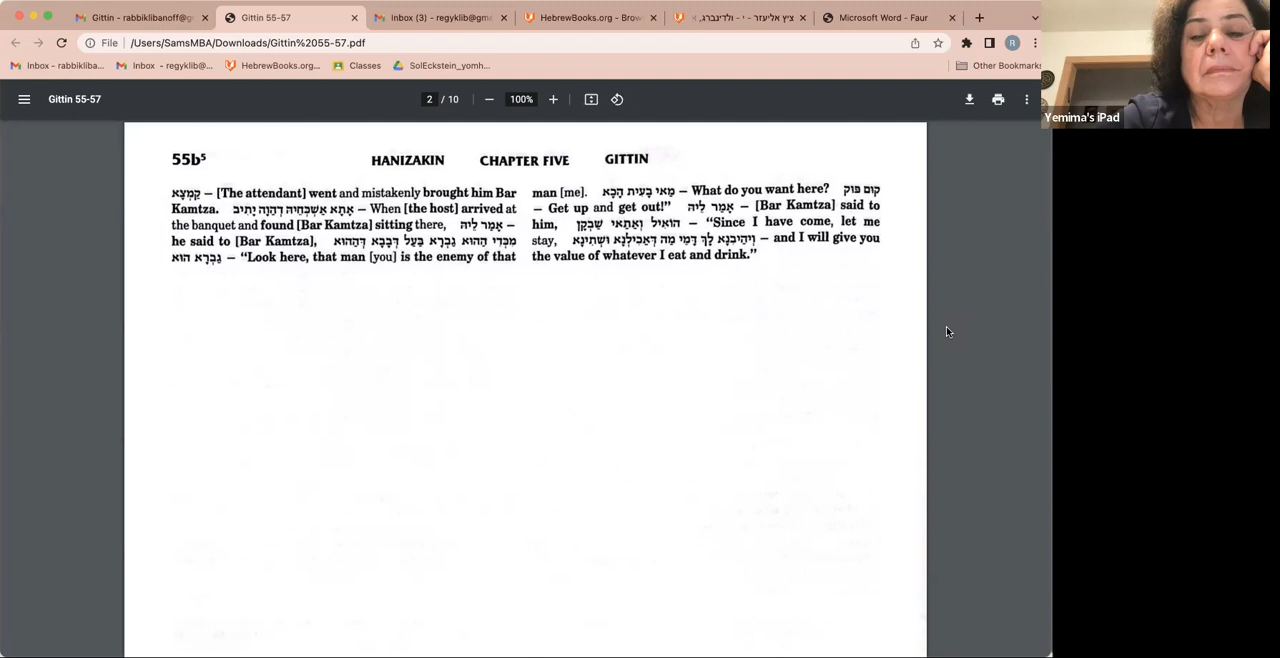 Gittin - rabbiklibanoff@g
Gittin 55-57
Inbox (3) - regyklib@gm
HebrewBooks.org - Brow
ציץ אליעזר - י - ולדינברג,
Microsoft Word - Faur
File
/Users/SamsMBA/Downloads/Gittin%2055-57.pdf
R
Inbox - rabbikliba...
Inbox - regyklib@...
HebrewBooks.org...
Classes
SolEckstein_yomh...
Other Bookmarks
Gittin 55-57
2 / 10
100%
Yemima's iPad
55b⁵
HANIZAKIN CHAPTER FIVE GITTIN
קַמְצָא – [The attendant] went and mistakenly brought him Bar
Kamtza. אָתָא אַשְׁכְּחֵיהּ דַּהֲוָה יָתִיב – When [the host] arrived at
the banquet and found [Bar Kamtza] sitting there, אָמַר לֵיהּ –
he said to [Bar Kamtza], מִכְּדִי הַהוּא גַבְרָא בְּעֵל דְּבָבָא דְּהַהוּא
גַּבְרָא הוּא – “Look here, that man [you] is the enemy of that
man [me]. מַאי בָּעִית הָכָא – What do you want here? קוּם פּוּק
– Get up and get out!” אָמַר לֵיהּ – [Bar Kamtza] said to
him, הוֹאִיל וַאֲתַאי שַׁבְקַן – “Since I have come, let me
stay, וְיָהֵיבְנָא לָךְ דְּמֵי מַה דְּאָכֵילְנָא וּשְׁתֵינָא – and I will give you
the value of whatever I eat and drink.”